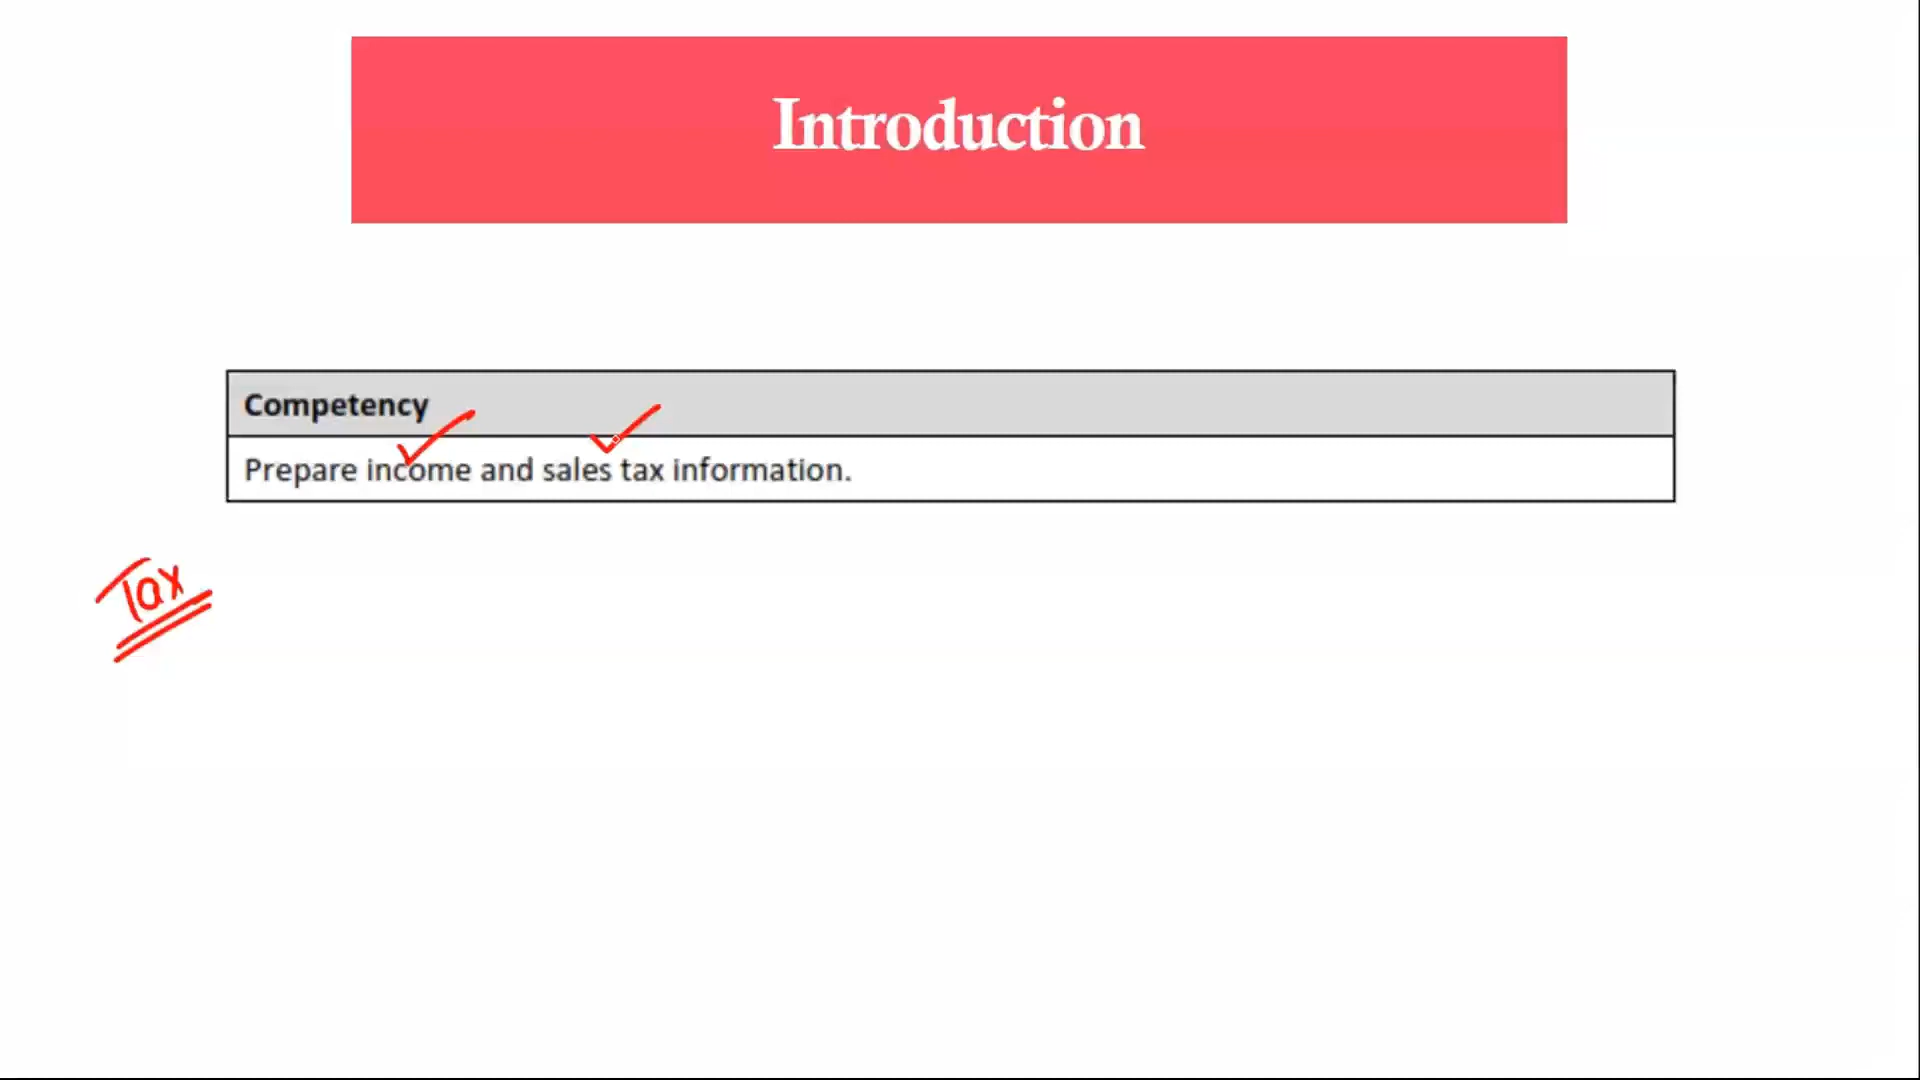 Introduction
Competency
Prepare income and sales tax information.
Tax